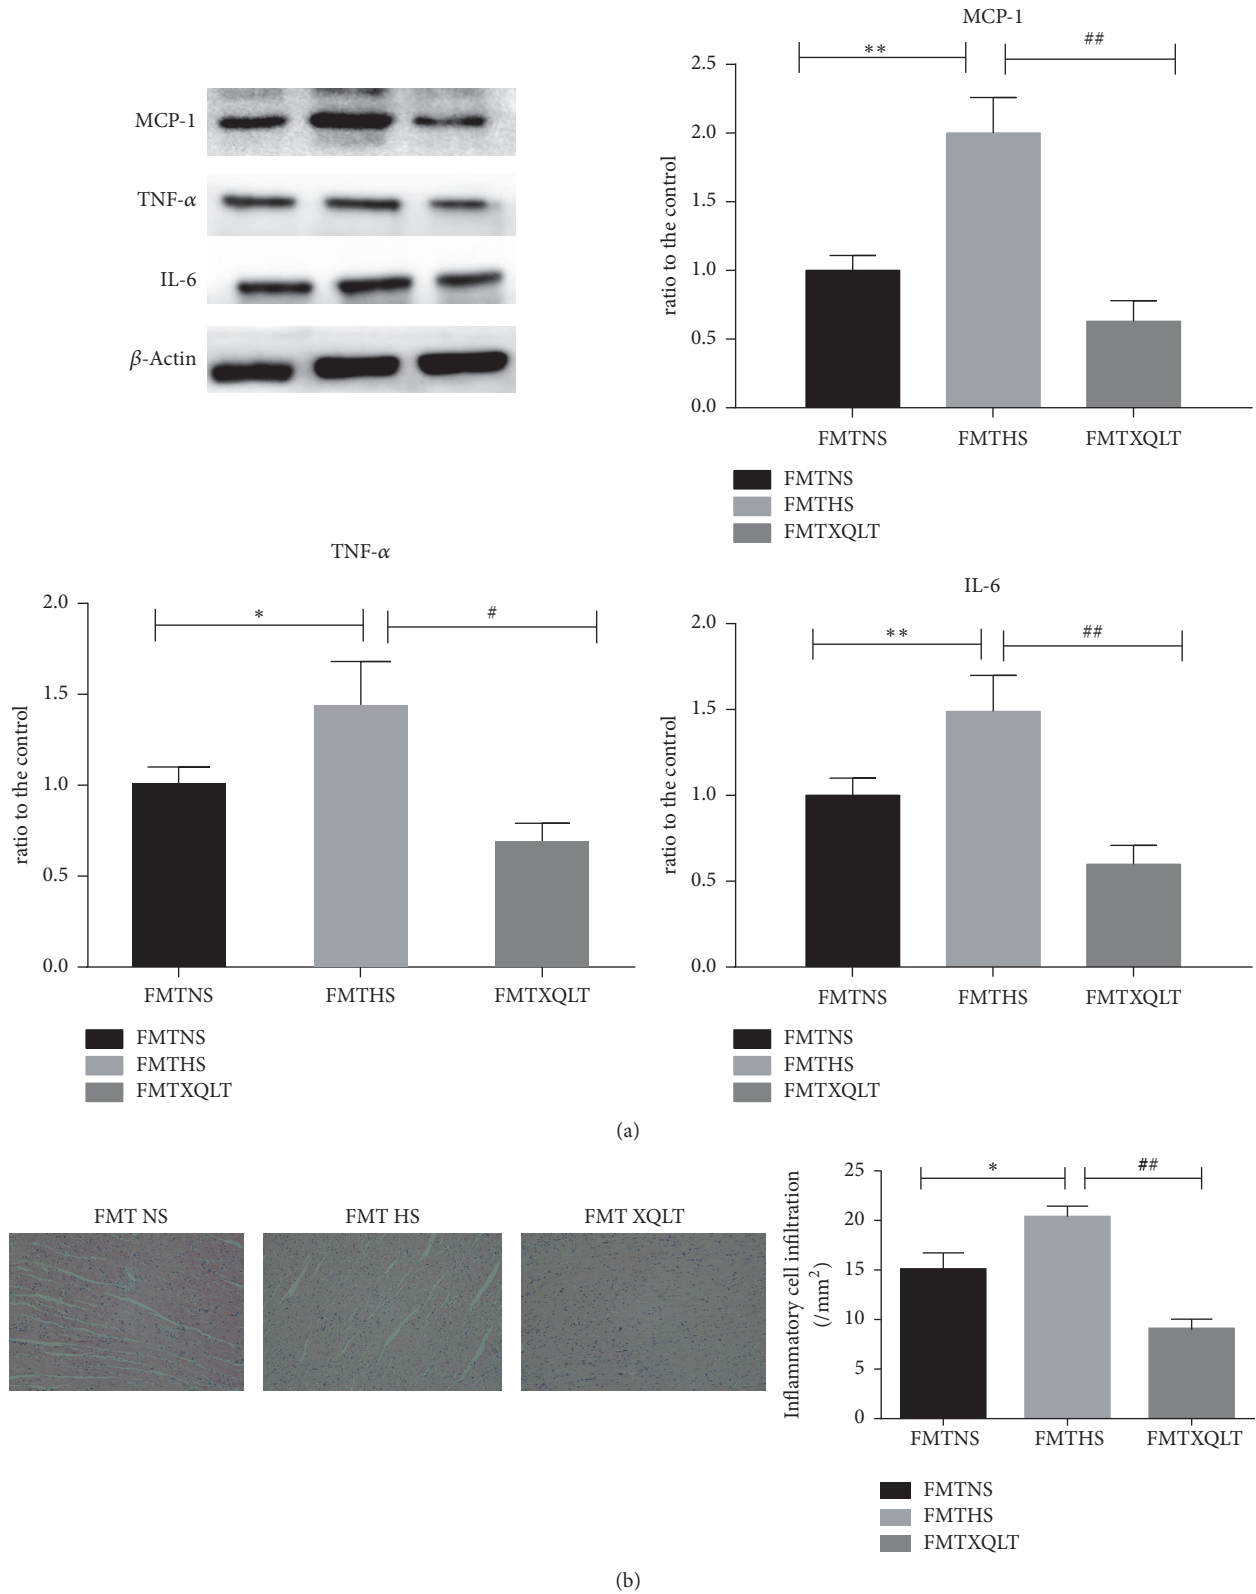 MCP-1
TNF-α
IL-6
β-Actin
MCP-1
**
##
ratio to the control
2.5
2.0
1.5
1.0
0.5
0.0
FMTNS FMTHS FMTXQLT
FMTNS
FMTHS
FMTXQLT
TNF-α
*
#
ratio to the control
2.0
1.5
1.0
0.5
0.0
FMTNS FMTHS FMTXQLT
FMTNS
FMTHS
FMTXQLT
IL-6
**
##
ratio to the control
2.0
1.5
1.0
0.5
0.0
FMTNS FMTHS FMTXQLT
FMTNS
FMTHS
FMTXQLT
(a)
FMT NS FMT HS FMT XQLT
*
##
Inflammatory cell infiltration
(/mm²)
25
20
15
10
5
0
FMTNS FMTHS FMTXQLT
FMTNS
FMTHS
FMTXQLT
(b)